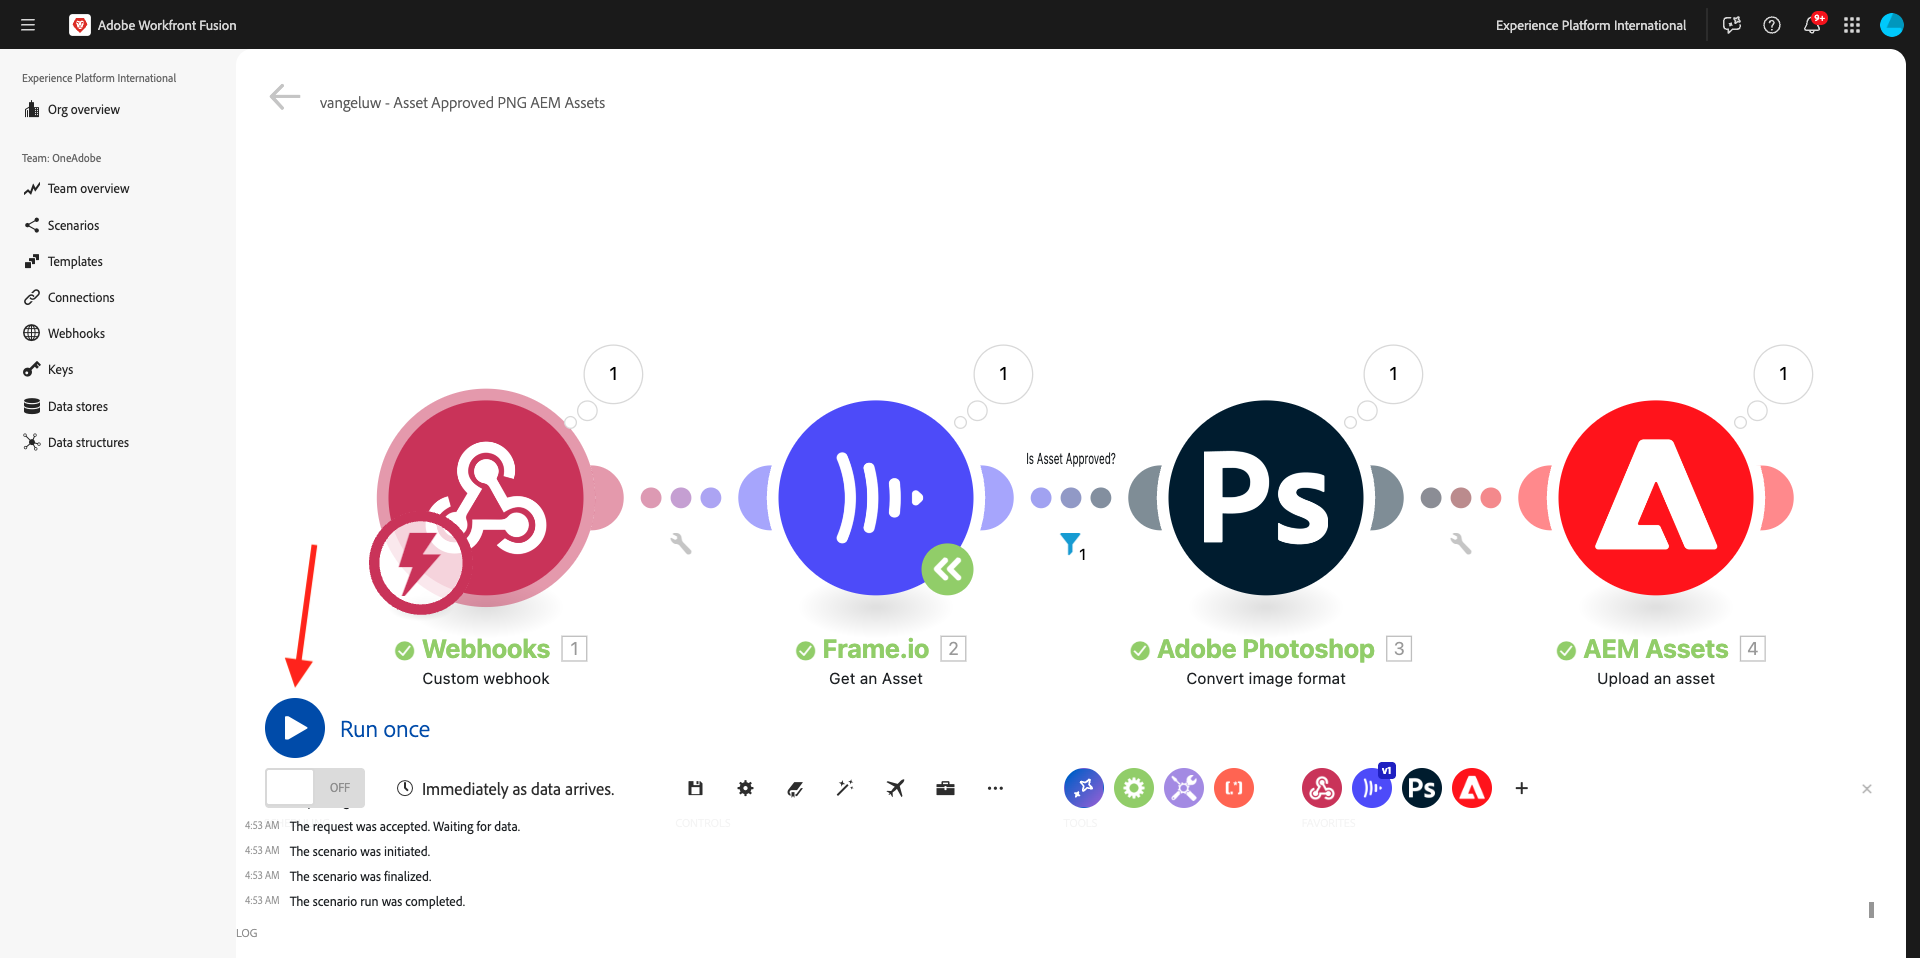 Adobe Workfront Fusion
Experience Platform International
9+
Experience Platform International
Org overview
Team: OneAdobe
Team overview
Scenarios
Templates
Connections
Webhooks
Keys
Data stores
Data structures
vangeluw - Asset Approved PNG AEM Assets
1
1
1
1
Is Asset Approved?
1
Ps
Webhooks 1
Custom webhook
Frame.io 2
Get an Asset
Adobe Photoshop 3
Convert image format
AEM Assets 4
Upload an asset
Run once
OFF
Immediately as data arrives.
v1
Ps
CONTROLS
TOOLS
FAVORITES
4:53 AM The request was accepted. Waiting for data.
4:53 AM The scenario was initiated.
4:53 AM The scenario was finalized.
4:53 AM The scenario run was completed.
LOG